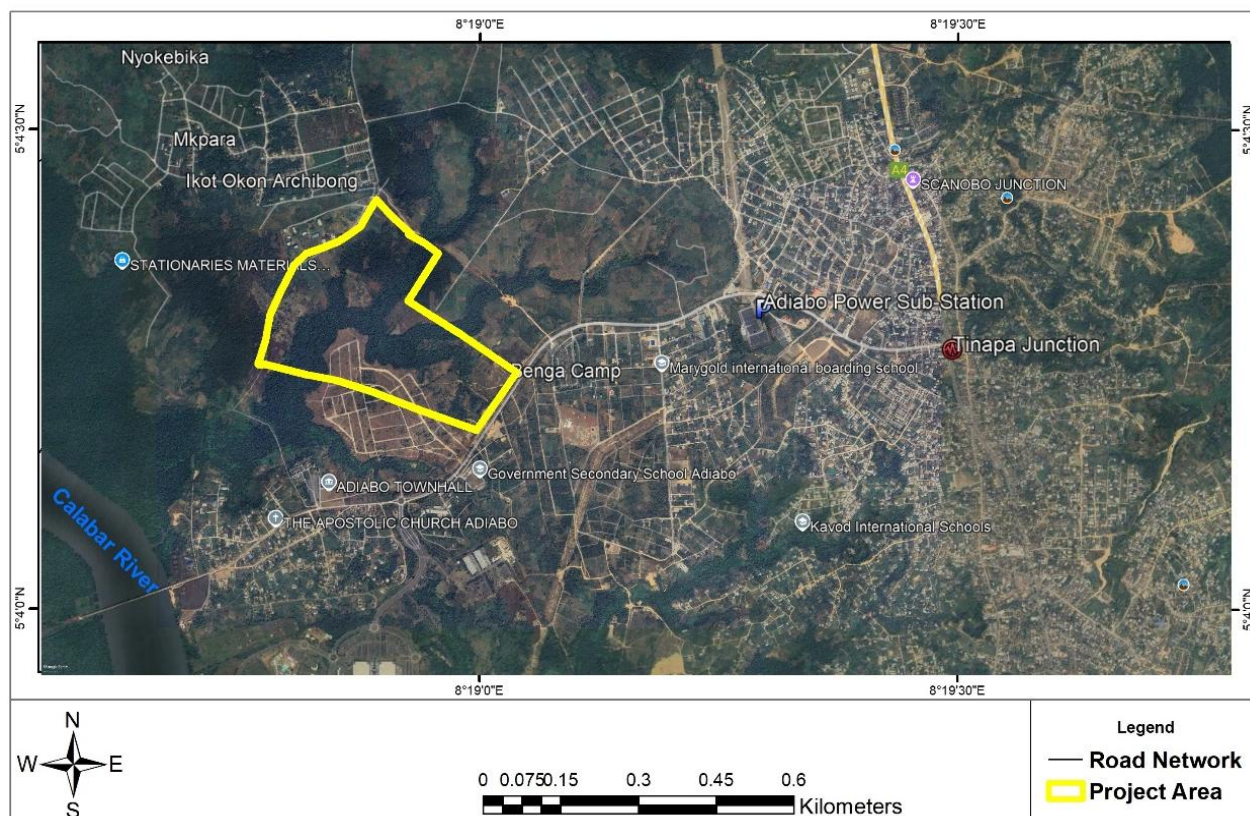 8°19'0"E
8°19'30"E
Nyokebika
5°4'30"N
5°4'30"N
Mkpara
A4
SCANOBO JUNCTION
Ikot Okon Archibong
STATIONARIES MATERIALS...
Adiabo Power Sub-Station
Tinapa Junction
Marygold international boarding school
Senga Camp
Government Secondary School Adiabo
ADIABO TOWNHALL
THE APOSTOLIC CHURCH ADIABO
Kavod International Schools
Calabar River
5°4'0"N
5°4'0"N
8°19'0"E
8°19'30"E
N
W
E
S
0 0.075 0.15 0.3 0.45 0.6
Kilometers
Legend
Road Network
Project Area